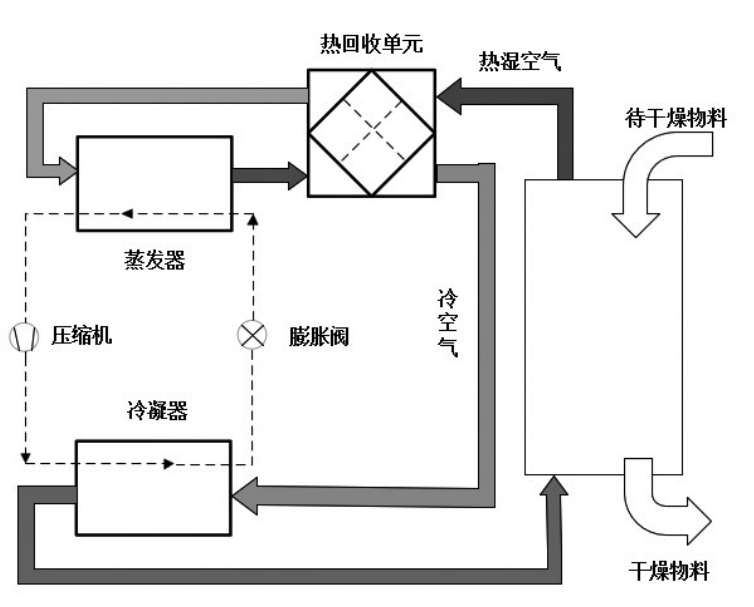 热回收单元
热湿空气
待干燥物料
蒸发器
冷空气
压缩机
膨胀阀
冷凝器
干燥物料